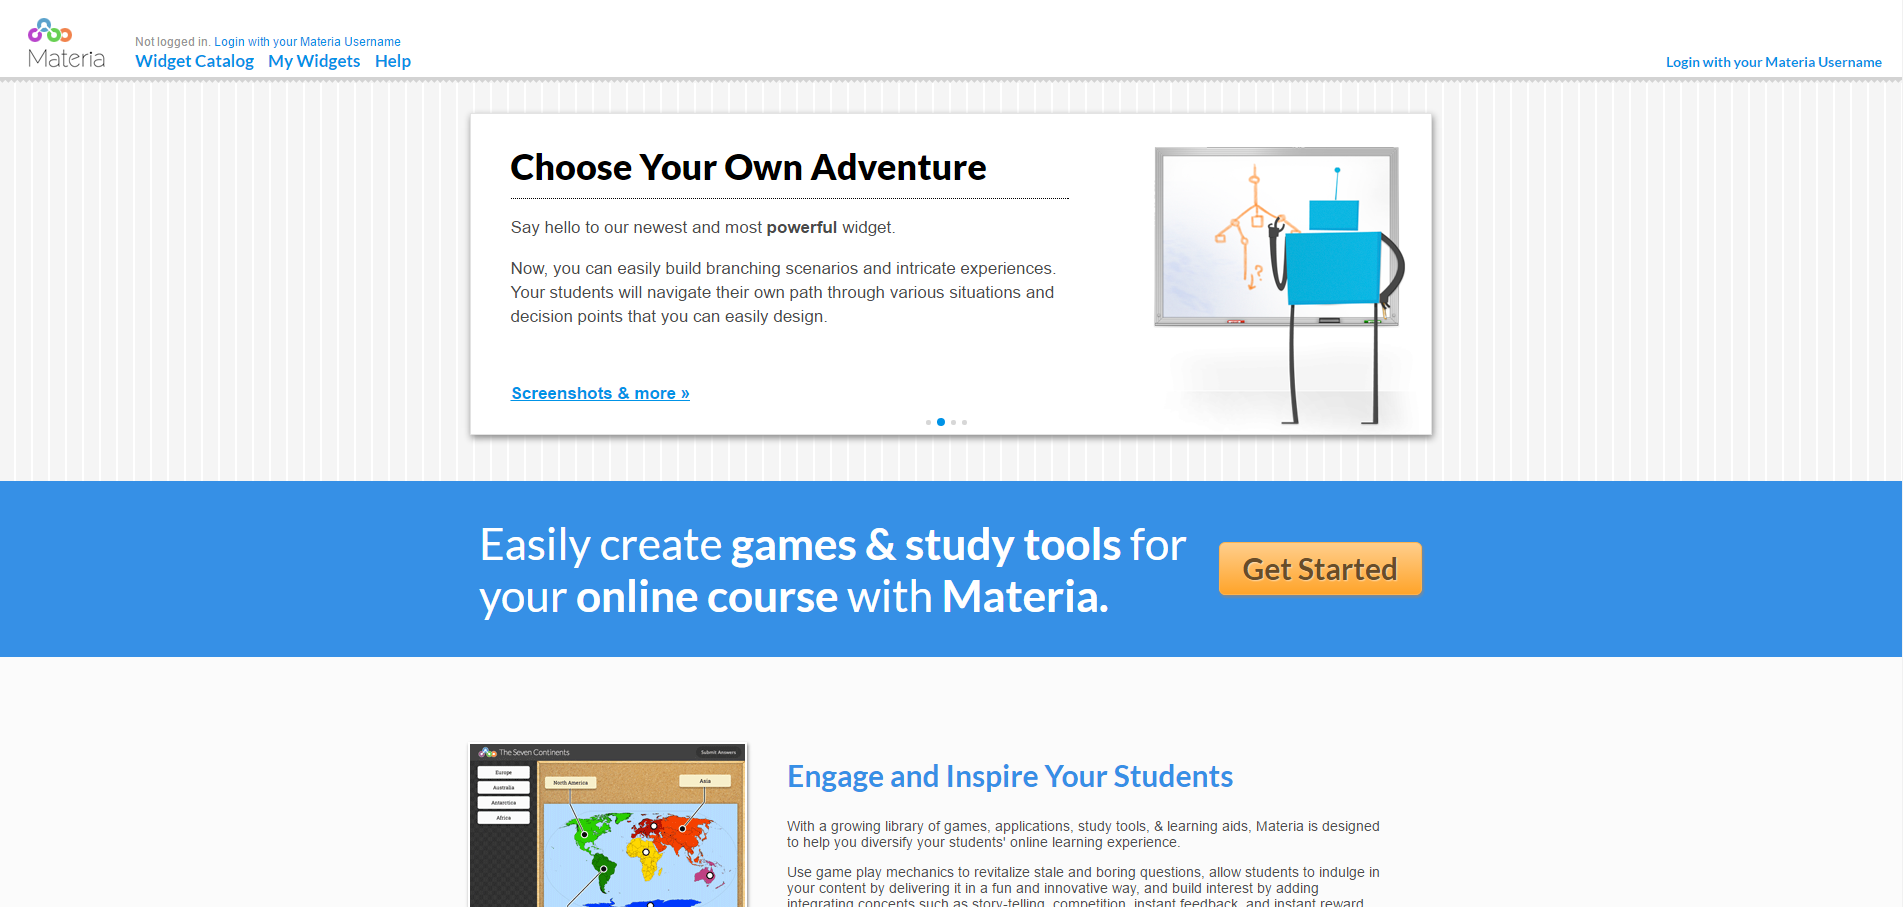 Materia
Not logged in. Login with your Materia Username
Widget Catalog My Widgets Help
Login with your Materia Username
Choose Your Own Adventure
Say hello to our newest and most powerful widget.
Now, you can easily build branching scenarios and intricate experiences.
Your students will navigate their own path through various situations and
decision points that you can easily design.
?
Screenshots & more »
Easily create games & study tools for
your online course with Materia.
Get Started
The Seven Continents
Submit Answers
Europe
Australia
Antarctica
Africa
North America
Asia
Engage and Inspire Your Students
With a growing library of games, applications, study tools, & learning aids, Materia is designed
to help you diversify your students' online learning experience.
Use game play mechanics to revitalize stale and boring questions, allow students to indulge in
your content by delivering it in a fun and innovative way, and build interest by adding
integrating concepts such as story-telling, competition, instant feedback, and instant reward